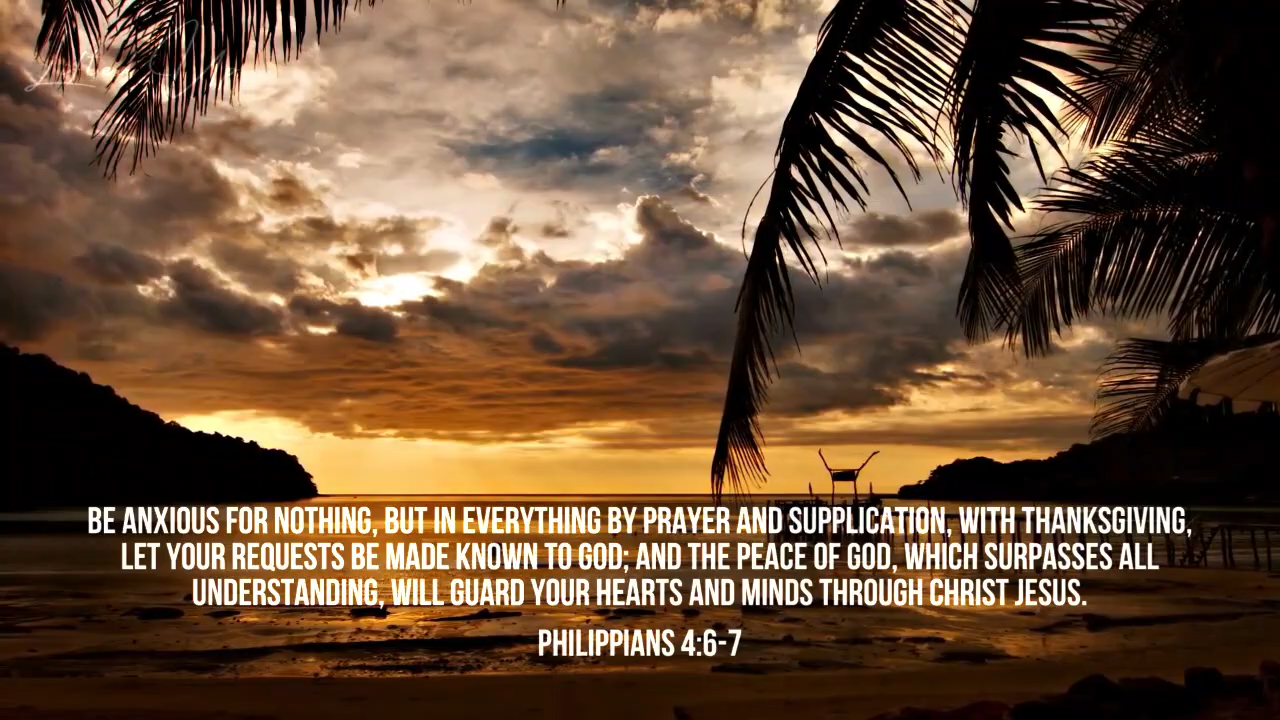 BE ANXIOUS FOR NOTHING, BUT IN EVERYTHING BY PRAYER AND SUPPLICATION, WITH THANKSGIVING,
LET YOUR REQUESTS BE MADE KNOWN TO GOD; AND THE PEACE OF GOD, WHICH SURPASSES ALL
UNDERSTANDING, WILL GUARD YOUR HEARTS AND MINDS THROUGH CHRIST JESUS.
PHILIPPIANS 4:6-7